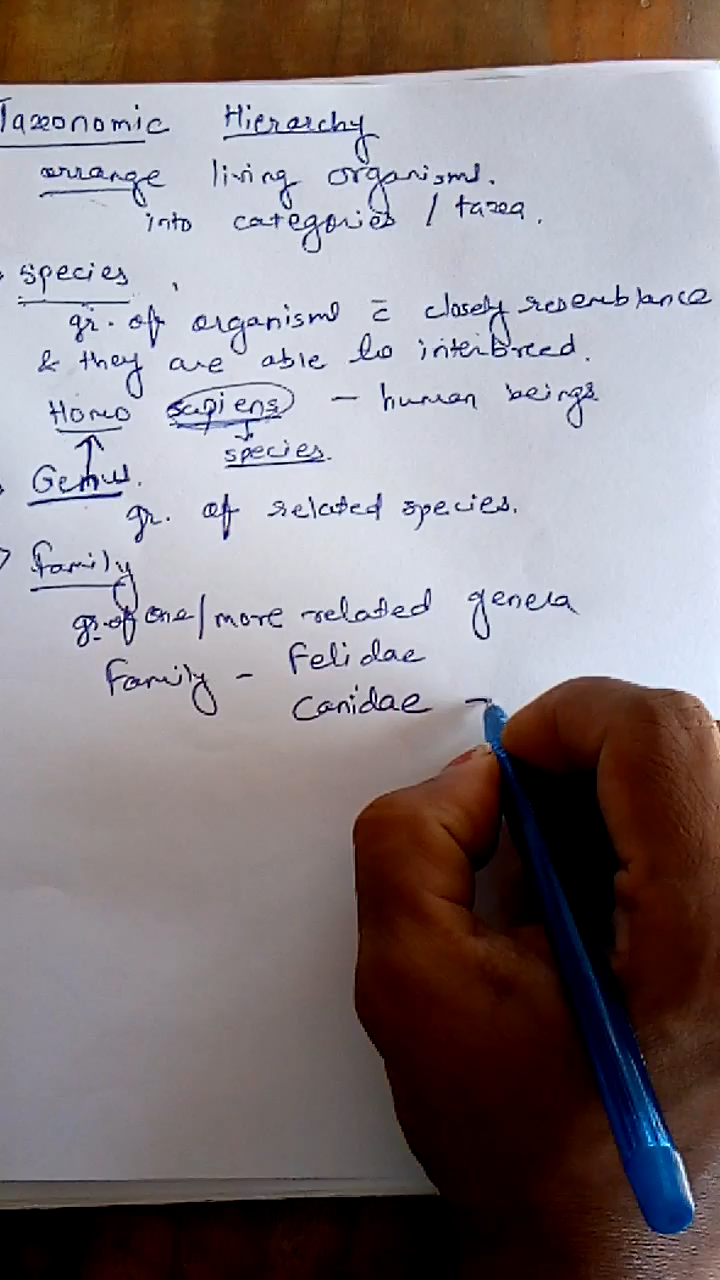 Taxonomic Hierarchy
arrange living organisms.
into categories / taxa.
Species
gr. of organisms c̄ closely resemblance
& they are able to interbreed.
Homo sapiens - human beings
species.
Genus.
gr. of related species.
Family
gr. of one/more related genera
Family - Felidae
Canidae -